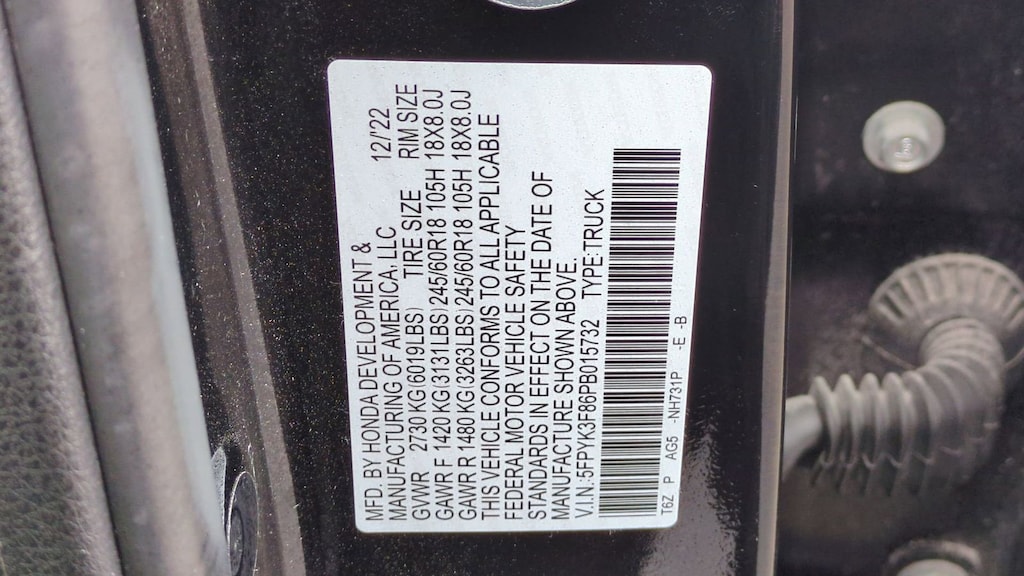 MFD. BY HONDA DEVELOPMENT &
MANUFACTURING OF AMERICA, LLC 12/'22
GVWR 2730 KG(6019LBS) TIRE SIZE RIM SIZE
GAWR F 1420 KG(3131LBS) 245/60R18 105H 18X8.0J
GAWR R 1480 KG(3263LBS) 245/60R18 105H 18X8.0J
THIS VEHICLE CONFORMS TO ALL APPLICABLE
FEDERAL MOTOR VEHICLE SAFETY
STANDARDS IN EFFECT ON THE DATE OF
MANUFACTURE SHOWN ABOVE.
V.I.N.:5FPYK3F86PB015732 TYPE:TRUCK
T6Z P AG5 -NH731P -E -B